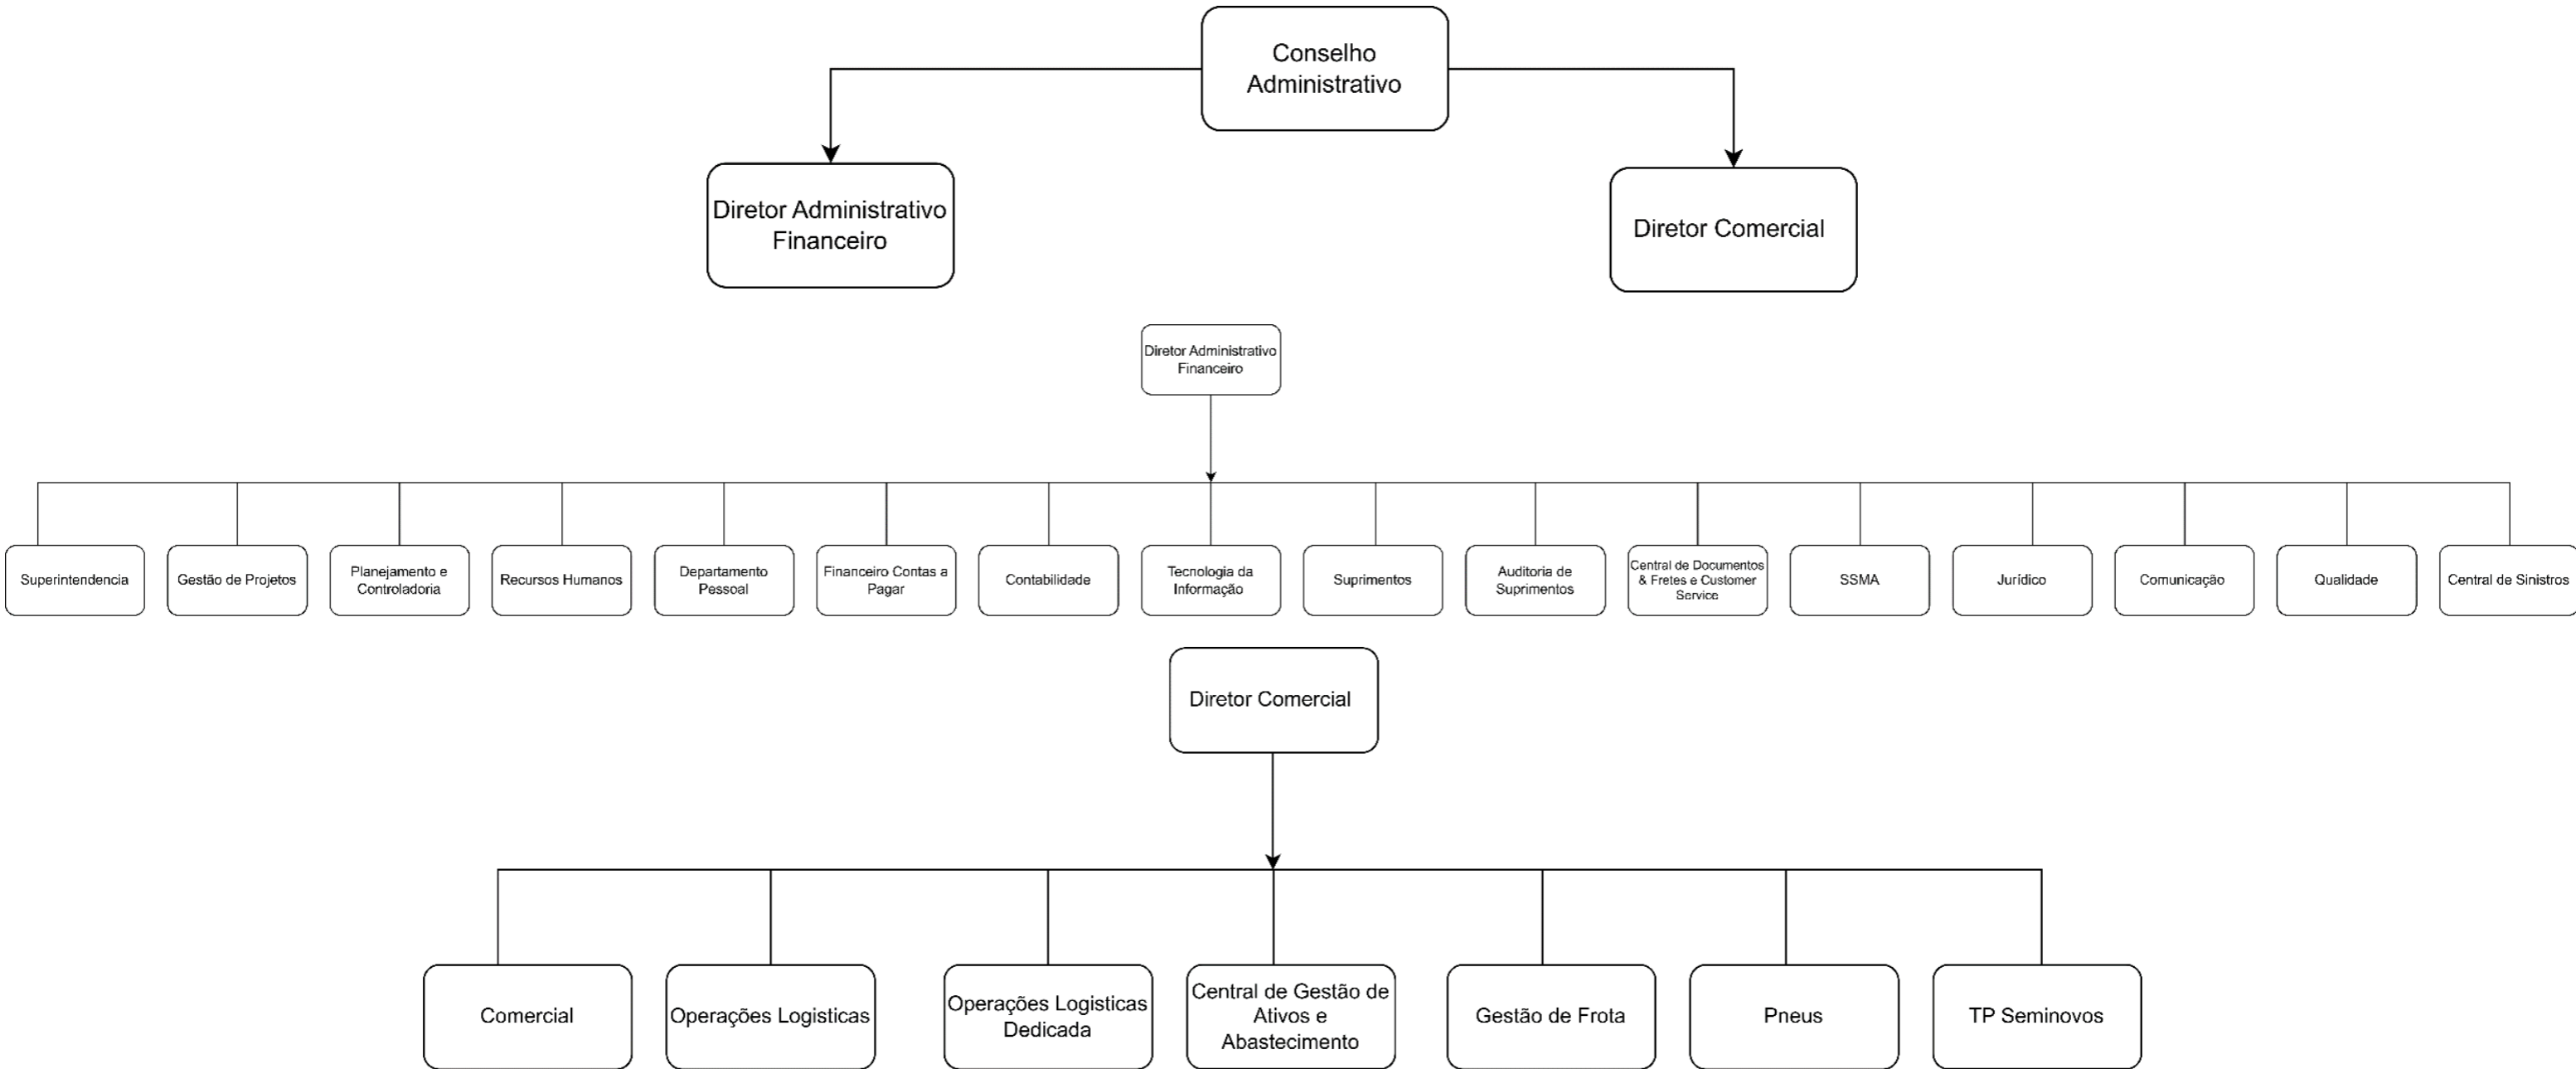 Conselho
Administrativo
Diretor Administrativo
Financeiro
Diretor Comercial
Diretor Administrativo
Financeiro
Superintendencia
Gestão de Projetos
Planejamento e
Controladoria
Recursos Humanos
Departamento
Pessoal
Financeiro Contas a
Pagar
Contabilidade
Tecnologia da
Informação
Suprimentos
Auditoria de
Suprimentos
Central de Documentos
& Fretes e Customer
Service
SSMA
Jurídico
Comunicação
Qualidade
Central de Sinistros
Diretor Comercial
Comercial
Operações Logisticas
Operações Logisticas
Dedicada
Central de Gestão de
Ativos e
Abastecimento
Gestão de Frota
Pneus
TP Seminovos